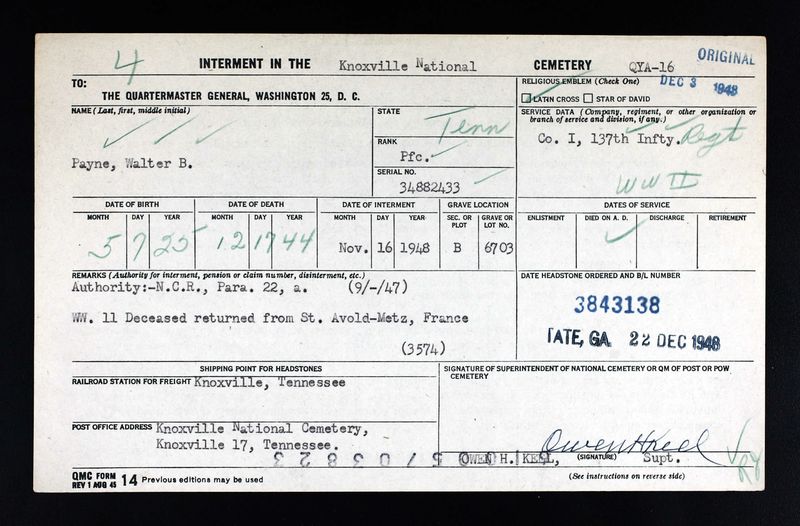 4
INTERMENT IN THE Knoxville National CEMETERY QYA-16
ORIGINAL
DEC 3 1948
TO:
THE QUARTERMASTER GENERAL, WASHINGTON 25, D. C.
RELIGIOUS EMBLEM (Check One)
LATIN CROSS STAR OF DAVID
NAME (Last, first, middle initial)
Payne, Walter B.
STATE
Tenn
RANK
Pfc.
SERIAL NO.
34882433
SERVICE DATA (Company, regiment, or other organization or
branch of service and division, if any.)
Co. I, 137th Infty. Regt
WW II
DATE OF BIRTH DATE OF DEATH DATE OF INTERMENT GRAVE LOCATION DATES OF SERVICE
MONTH DAY YEAR MONTH DAY YEAR MONTH DAY YEAR SEC. OR PLOT GRAVE OR LOT NO. ENLISTMENT DIED ON A. D. DISCHARGE RETIREMENT
5 7 25 12 17 44 Nov. 16 1948 B 6703
REMARKS (Authority for interment, pension or claim number, disinterment, etc.)
Authority:-N.C.R., Para. 22, a. (9/-/47)
WW. 11 Deceased returned from St. Avold-Metz, France
(3574)
DATE HEADSTONE ORDERED AND B/L NUMBER
3843138
TATE, GA. 22 DEC 1948
SHIPPING POINT FOR HEADSTONES
RAILROAD STATION FOR FREIGHT Knoxville, Tennessee
POST OFFICE ADDRESS Knoxville National Cemetery,
Knoxville 17, Tennessee.
SIGNATURE OF SUPERINTENDENT OF NATIONAL CEMETERY OR QM OF POST OR POW
CEMETERY
Owen H Keel
OWEN H. KEEL, (SIGNATURE) Supt.
(See instructions on reverse side)
QMC FORM
REV 1 AUG 45 14 Previous editions may be used